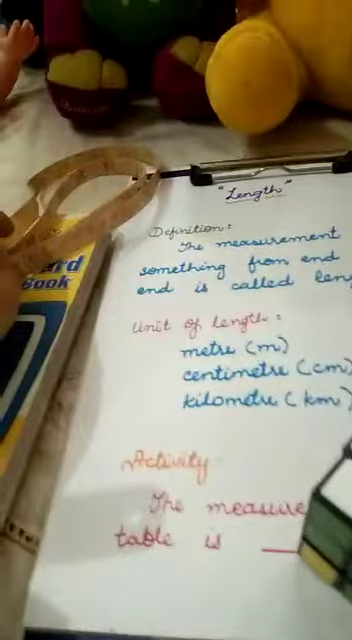 "Length"
Definition:
The measurement
something from end
end is called
Unit of length:
metre (m)
centimetre (cm)
kilometre (km)
Activity
The measure
table is ___
Book